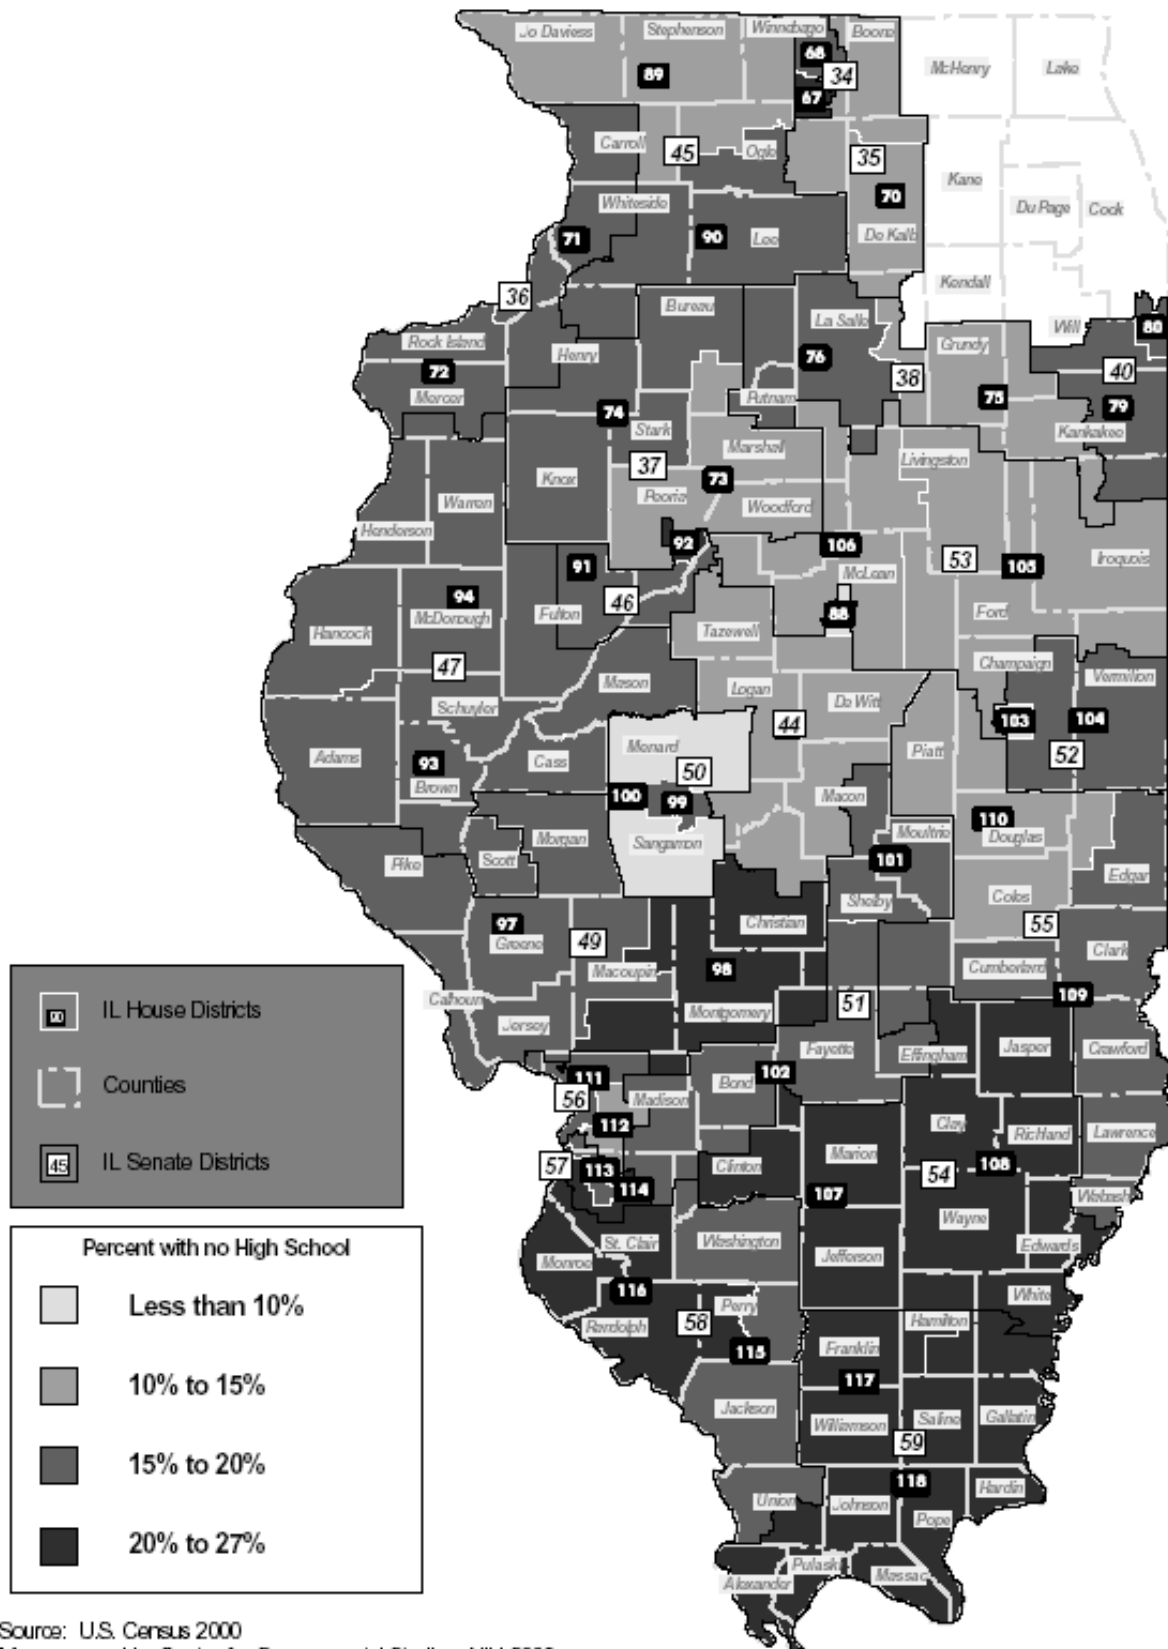 Jo Daviess Stephenson Winnebago Boone
68
McHenry Lake
89 34
67
Carroll 45 Ogle 35
Kane
70
Whiteside Du Page Cook
71 90 Lee De Kalb
Kendall
36 Bureau
La Salle Will 80
Rock Island Henry 76 Grundy
72 38 40
Mercer Putnam 75 79
74 Stark Kankakee
Marshall Livingston
37
Knox Peoria 73
Warren Woodford
Henderson 92 106
91 McLean 53 105 Iroquois
94 46 88
McDonough Fulton Ford
Hancock Tazewell
47 Champaign Vermilion
Mason Logan
Schuyler De Witt
44 103 104
Menard Piatt 52
Adams 93 Cass 50
Brown 100 99 Macon
110
Morgan Moultrie Douglas
Pike Scott Sangamon 101
Edgar
Shelby Coles
97 Christian 55
Greene 49 Clark
Macoupin 98 Cumberland
109
Calhoun 51
Jersey Montgomery
Fayette Effingham Jasper Crawford
111 102
Bond
56 Madison
112 Clay Richland Lawrence
57 113 Clinton Marion
114 54 108
107 Wabash
Wayne
St. Clair Washington Edwards
Monroe Jefferson
116 White
Perry
Randolph 58 Hamilton
115 Franklin
117
Jackson Williamson Saline Gallatin
59
118 Hardin
Union Johnson
Pope
Pulaski
Alexander Massac
90 IL House Districts
Counties
45 IL Senate Districts
Percent with no High School
Less than 10%
10% to 15%
15% to 20%
20% to 27%
Source: U.S. Census 2000